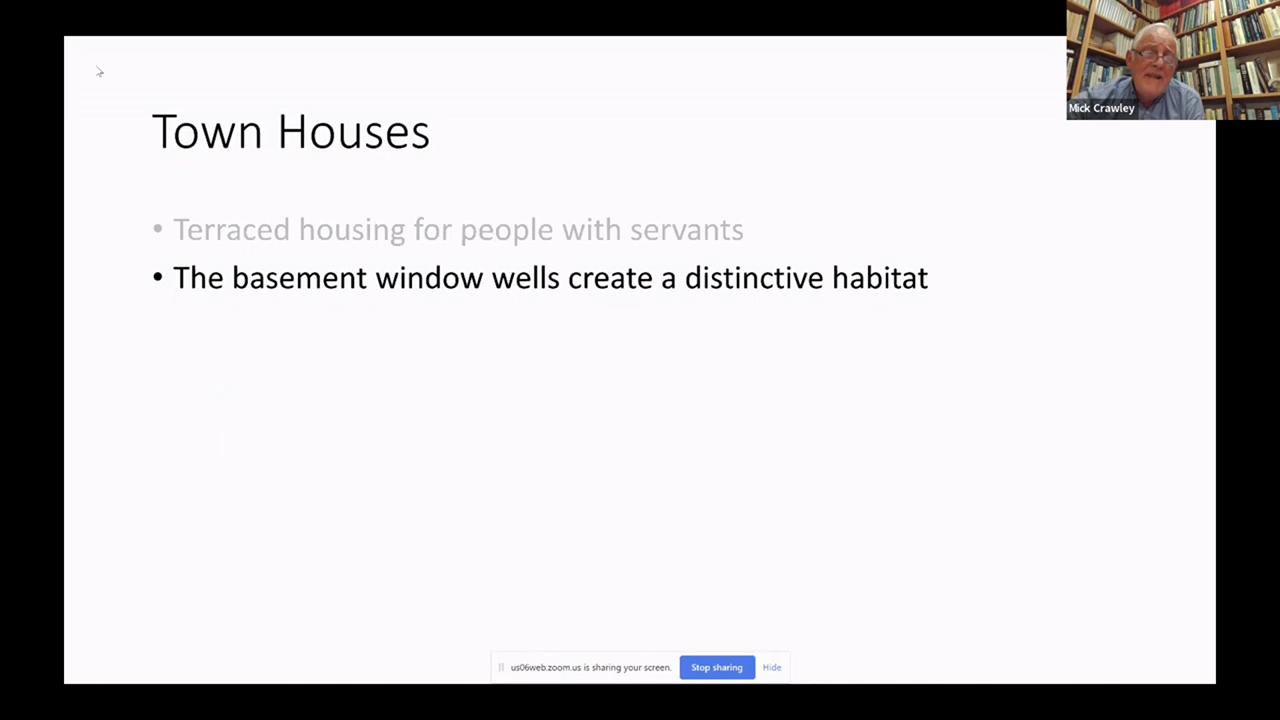 Mick Crawley
Town Houses
• Terraced housing for people with servants
• The basement window wells create a distinctive habitat
us06web.zoom.us is sharing your screen. Stop sharing Hide